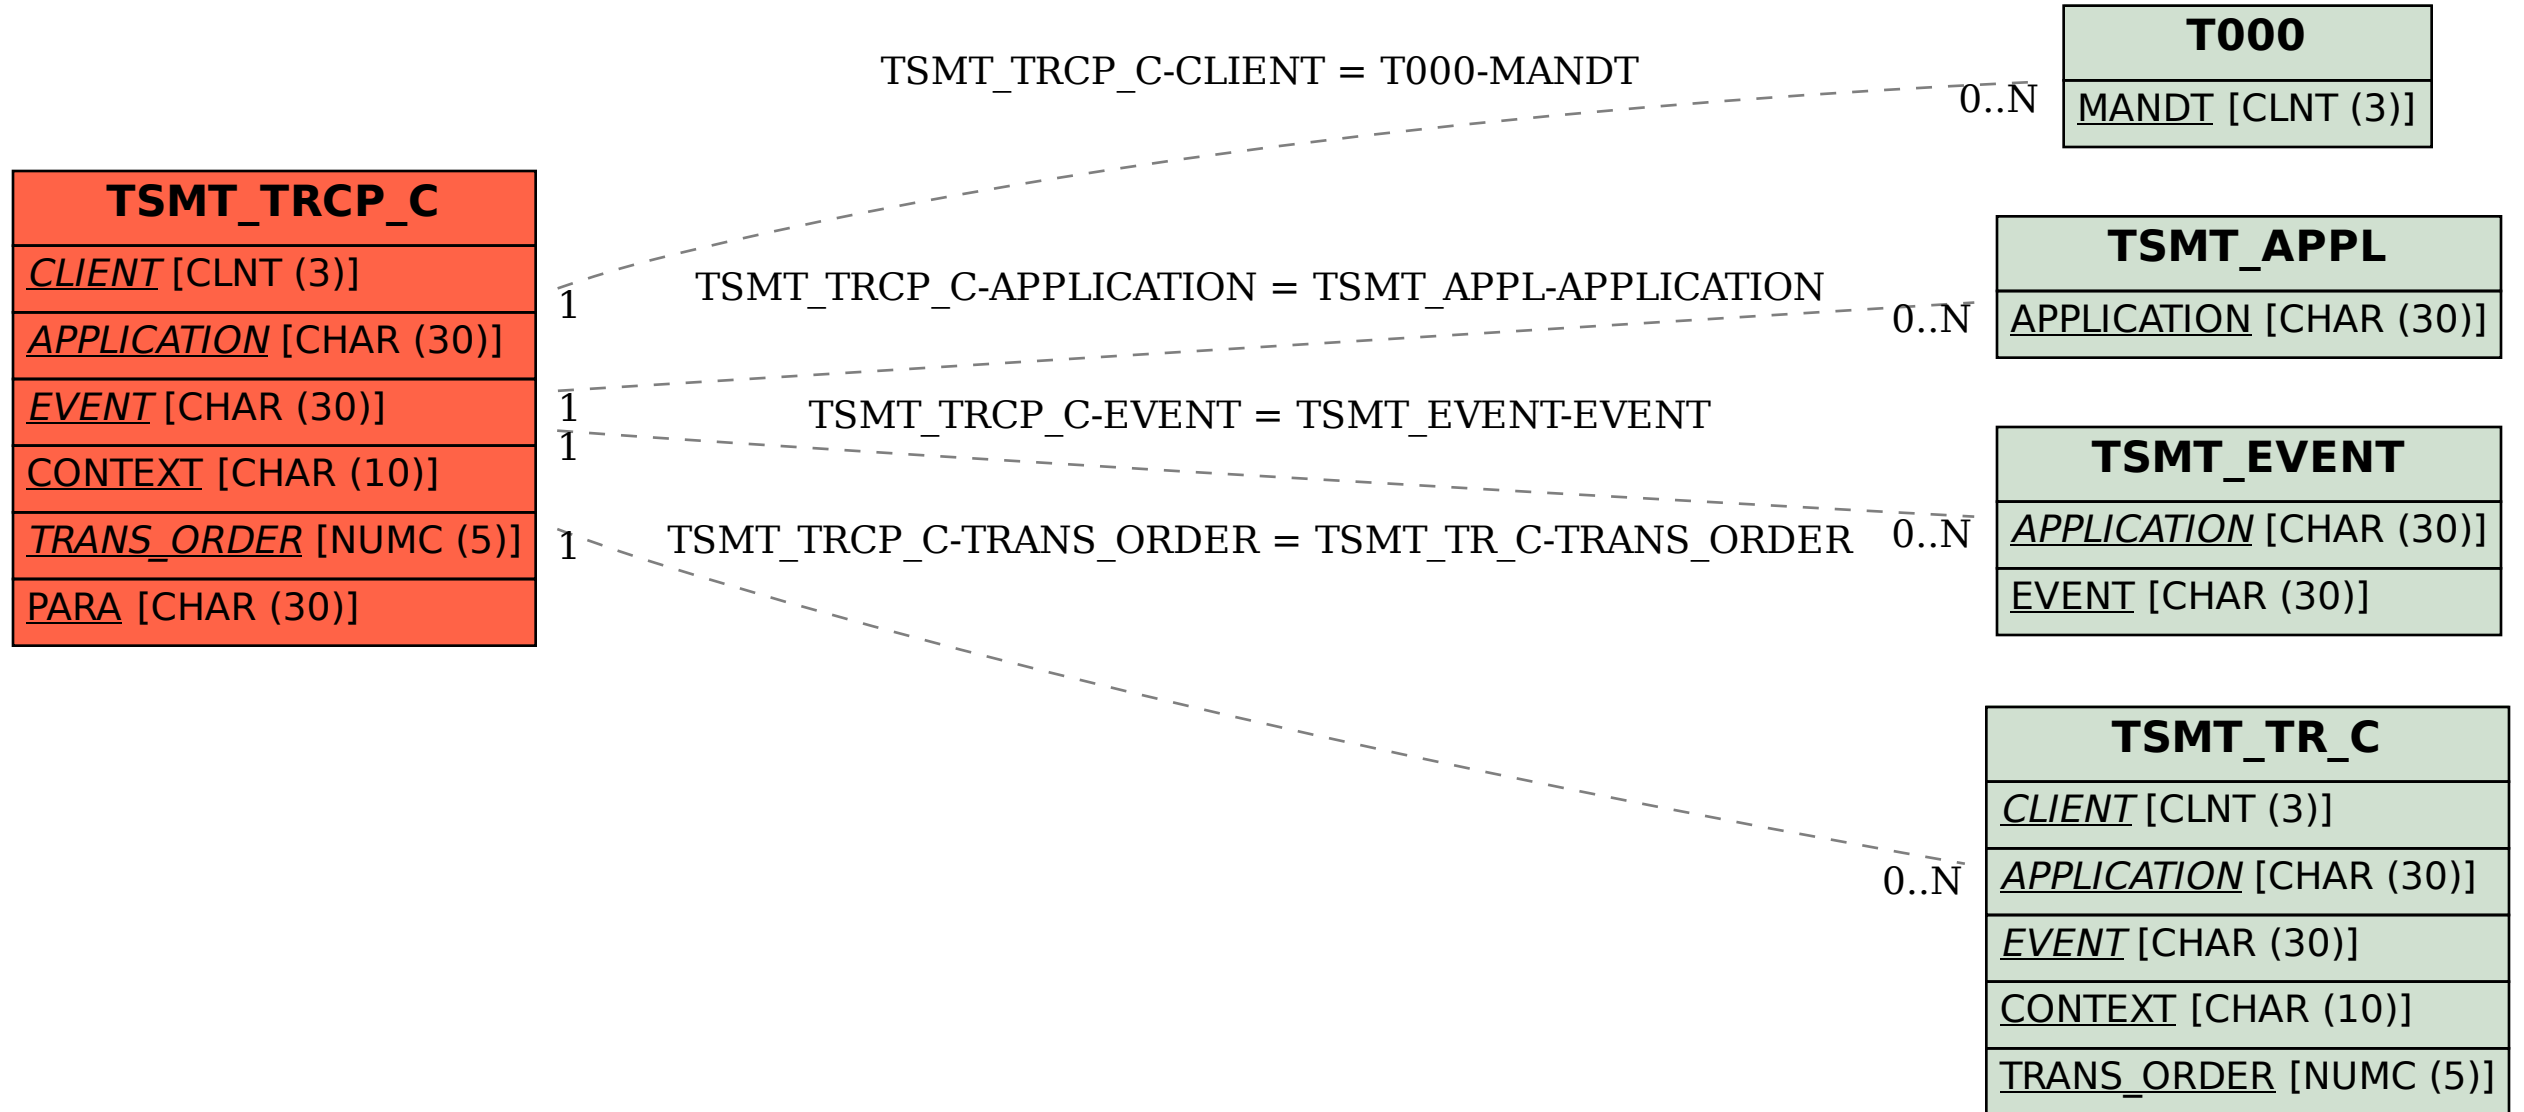 TSMT_TRCP_C
CLIENT [CLNT (3)]
APPLICATION [CHAR (30)]
EVENT [CHAR (30)]
CONTEXT [CHAR (10)]
TRANS_ORDER [NUMC (5)]
PARA [CHAR (30)]
TSMT_TRCP_C-CLIENT = T000-MANDT
0..N
1
TSMT_TRCP_C-APPLICATION = TSMT_APPL-APPLICATION
0..N
1
TSMT_TRCP_C-EVENT = TSMT_EVENT-EVENT
1
0..N
TSMT_TRCP_C-TRANS_ORDER = TSMT_TR_C-TRANS_ORDER
1
0..N
T000
MANDT [CLNT (3)]
TSMT_APPL
APPLICATION [CHAR (30)]
TSMT_EVENT
APPLICATION [CHAR (30)]
EVENT [CHAR (30)]
TSMT_TR_C
CLIENT [CLNT (3)]
APPLICATION [CHAR (30)]
EVENT [CHAR (30)]
CONTEXT [CHAR (10)]
TRANS_ORDER [NUMC (5)]